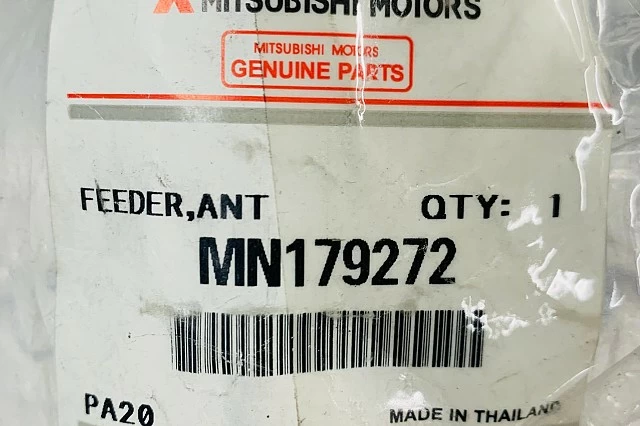 MITSUBISHI MOTORS
MITSUBISHI MOTORS
GENUINE PARTS
FEEDER,ANT QTY: 1
MN179272
PA20 MADE IN THAILAND